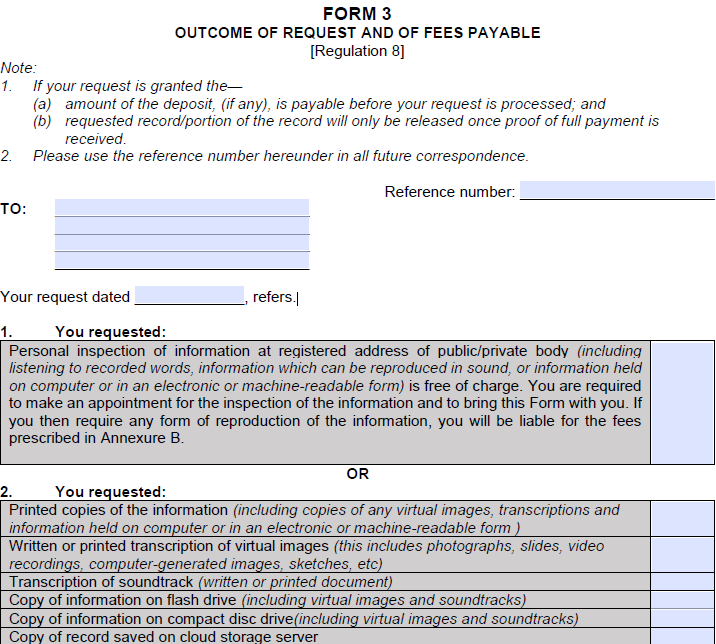 FORM 3
OUTCOME OF REQUEST AND OF FEES PAYABLE
[Regulation 8]
Note:
1. If your request is granted the—
(a) amount of the deposit, (if any), is payable before your request is processed; and
(b) requested record/portion of the record will only be released once proof of full payment is
received.
2. Please use the reference number hereunder in all future correspondence.
Reference number:
TO:
Your request dated , refers.
1. You requested:
Personal inspection of information at registered address of public/private body (including
listening to recorded words, information which can be reproduced in sound, or information held
on computer or in an electronic or machine-readable form) is free of charge. You are required
to make an appointment for the inspection of the information and to bring this Form with you. If
you then require any form of reproduction of the information, you will be liable for the fees
prescribed in Annexure B.
OR
2. You requested:
Printed copies of the information (including copies of any virtual images, transcriptions and
information held on computer or in an electronic or machine-readable form )
Written or printed transcription of virtual images (this includes photographs, slides, video
recordings, computer-generated images, sketches, etc)
Transcription of soundtrack (written or printed document)
Copy of information on flash drive (including virtual images and soundtracks)
Copy of information on compact disc drive(including virtual images and soundtracks)
Copy of record saved on cloud storage server